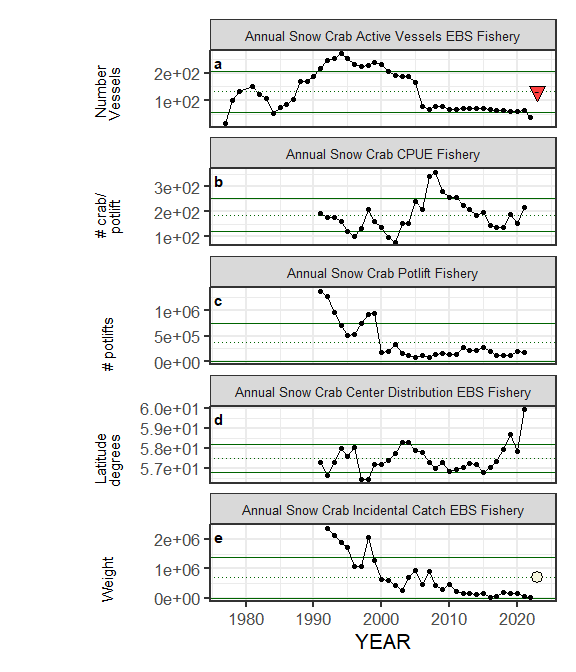 Annual Snow Crab Active Vessels EBS Fishery
a
Number
Vessels
2e+02
1e+02
-
Annual Snow Crab CPUE Fishery
b
# crab/
potlift
3e+02
2e+02
1e+02
Annual Snow Crab Potlift Fishery
c
# potlifts
1e+06
5e+05
0e+00
Annual Snow Crab Center Distribution EBS Fishery
d
Latitude
degrees
6.0e+01
5.9e+01
5.8e+01
5.7e+01
Annual Snow Crab Incidental Catch EBS Fishery
e
Weight
2e+06
1e+06
0e+00
1980 1990 2000 2010 2020
YEAR